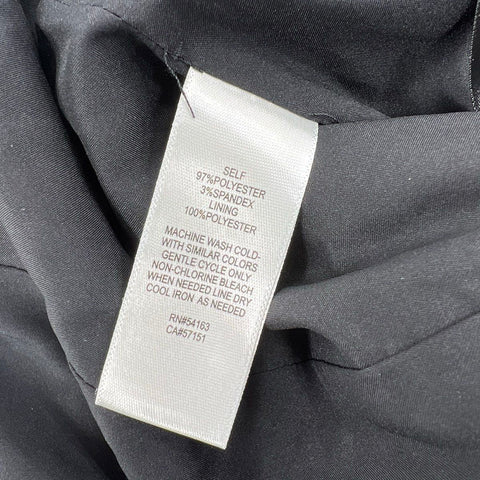 SELF
97%POLYESTER
3%SPANDEX
LINING
100%POLYESTER
MACHINE WASH COLD-
WITH SIMILAR COLORS
GENTLE CYCLE ONLY
NON-CHLORINE BLEACH
WHEN NEEDED LINE DRY
COOL IRON AS NEEDED
RN#54163
CA#57151